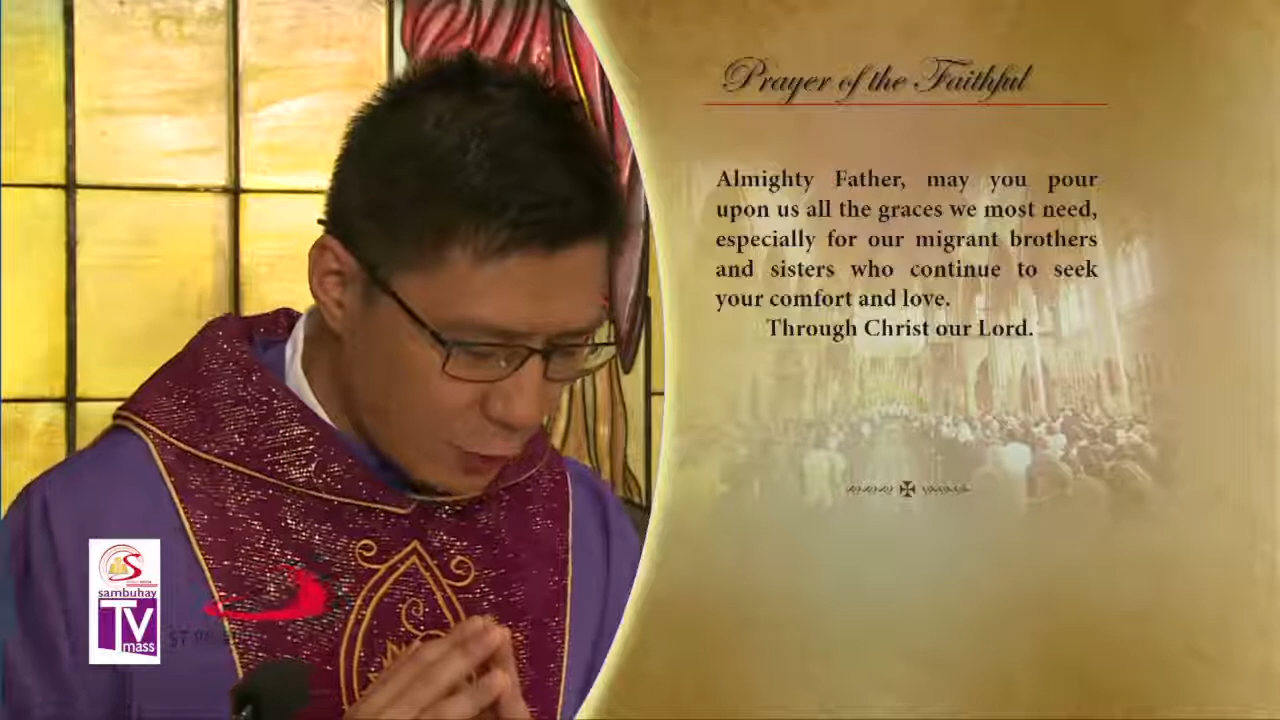 Prayer of the Faithful
Almighty Father, may you pour
upon us all the graces we most need,
especially for our migrant brothers
and sisters who continue to seek
your comfort and love.
Through Christ our Lord.
sambuhay
TV
mass